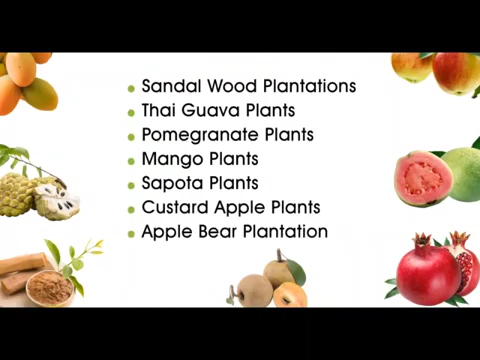 Sandal Wood Plantations
Thai Guava Plants
Pomegranate Plants
Mango Plants
Sapota Plants
Custard Apple Plants
Apple Bear Plantation